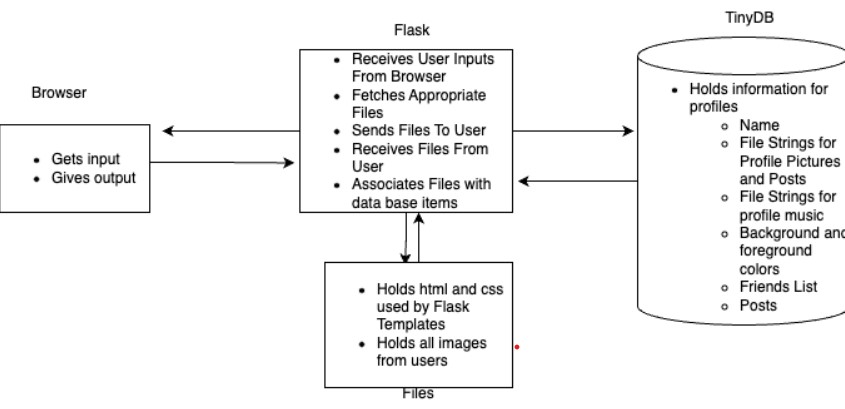 TinyDB
Flask
Browser
• Gets input
• Gives output
• Receives User Inputs
From Browser
• Fetches Appropriate
Files
• Sends Files To User
• Receives Files From
User
• Associates Files with
data base items
• Holds information for
profiles
○ Name
○ File Strings for
Profile Pictures
and Posts
○ File Strings for
profile music
○ Background and
foreground
colors
○ Friends List
○ Posts
• Holds html and css
used by Flask
Templates
• Holds all images
from users
Files